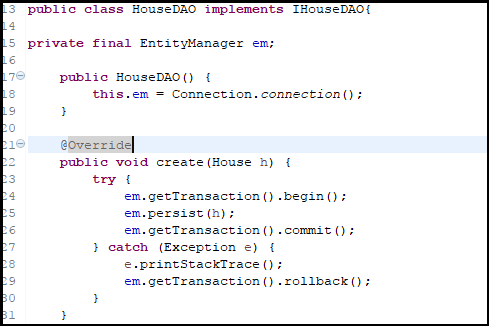 13 public class HouseDAO implements IHouseDAO{
14
15 private final EntityManager em;
16
17 public HouseDAO() {
18 this.em = Connection.connection();
19 }
20
21 @Override
22 public void create(House h) {
23 try {
24 em.getTransaction().begin();
25 em.persist(h);
26 em.getTransaction().commit();
27 } catch (Exception e) {
28 e.printStackTrace();
29 em.getTransaction().rollback();
30 }
31 }